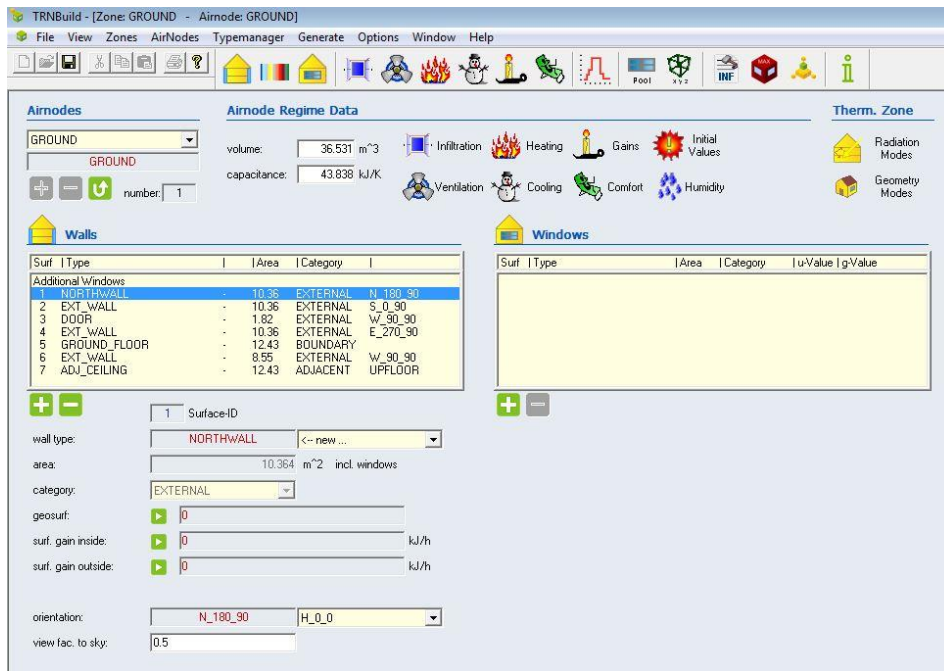 TRNBuild - [Zone: GROUND - Airnode: GROUND]
File View Zones AirNodes Typemanager Generate Options Window Help
Pool x y z INF MAX i
Airnodes
GROUND
GROUND
number: 1
Airnode Regime Data
volume: 36.531 m^3
capacitance: 43.838 kJ/K
Infiltration Heating Gains Initial Values
Ventilation Cooling Comfort Humidity
Therm. Zone
Radiation Modes
Geometry Modes
Walls
Surf | Type | | Area | Category |
Additional Windows
1 NORTHWALL - 10.36 EXTERNAL N_180_90
2 EXT_WALL - 10.36 EXTERNAL S_0_90
3 DOOR - 1.82 EXTERNAL W_90_90
4 EXT_WALL - 10.36 EXTERNAL E_270_90
5 GROUND_FLOOR - 12.43 BOUNDARY
6 EXT_WALL - 8.55 EXTERNAL W_90_90
7 ADJ_CEILING - 12.43 ADJACENT UPFLOOR
Windows
Surf | Type | Area | Category | u-Value | g-Value
1 Surface-ID
wall type: NORTHWALL <-- new ...
area: 10.364 m^2 incl. windows
category: EXTERNAL
geosurf: 0
surf. gain inside: 0 kJ/h
surf. gain outside: 0 kJ/h
orientation: N_180_90 H_0_0
view fac. to sky: 0.5